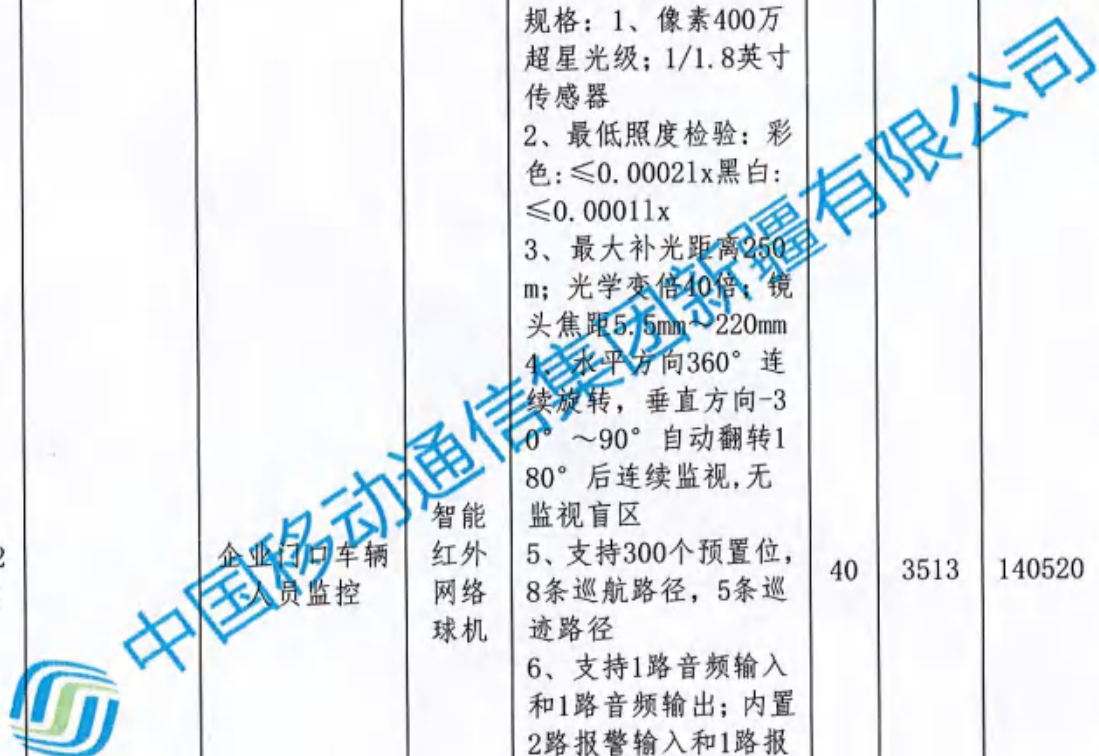 规格：1、像素400万
超星光级；1/1.8英寸
传感器
2、最低照度检验：彩
色:≤0.0002lx黑白:
≤0.0001lx
3、最大补光距离250
m；光学变倍40倍；镜
头焦距5.5mm～220mm
4、水平方向360° 连
续旋转，垂直方向-3
0° ～90° 自动翻转1
80° 后连续监视,无
监视盲区
5、支持300个预置位，
8条巡航路径，5条巡
迹路径
6、支持1路音频输入
和1路音频输出；内置
2路报警输入和1路报
2
企业门口车辆
人员监控
智能
红外
网络
球机
40
3513
140520
中国移动通信集团新疆有限公司